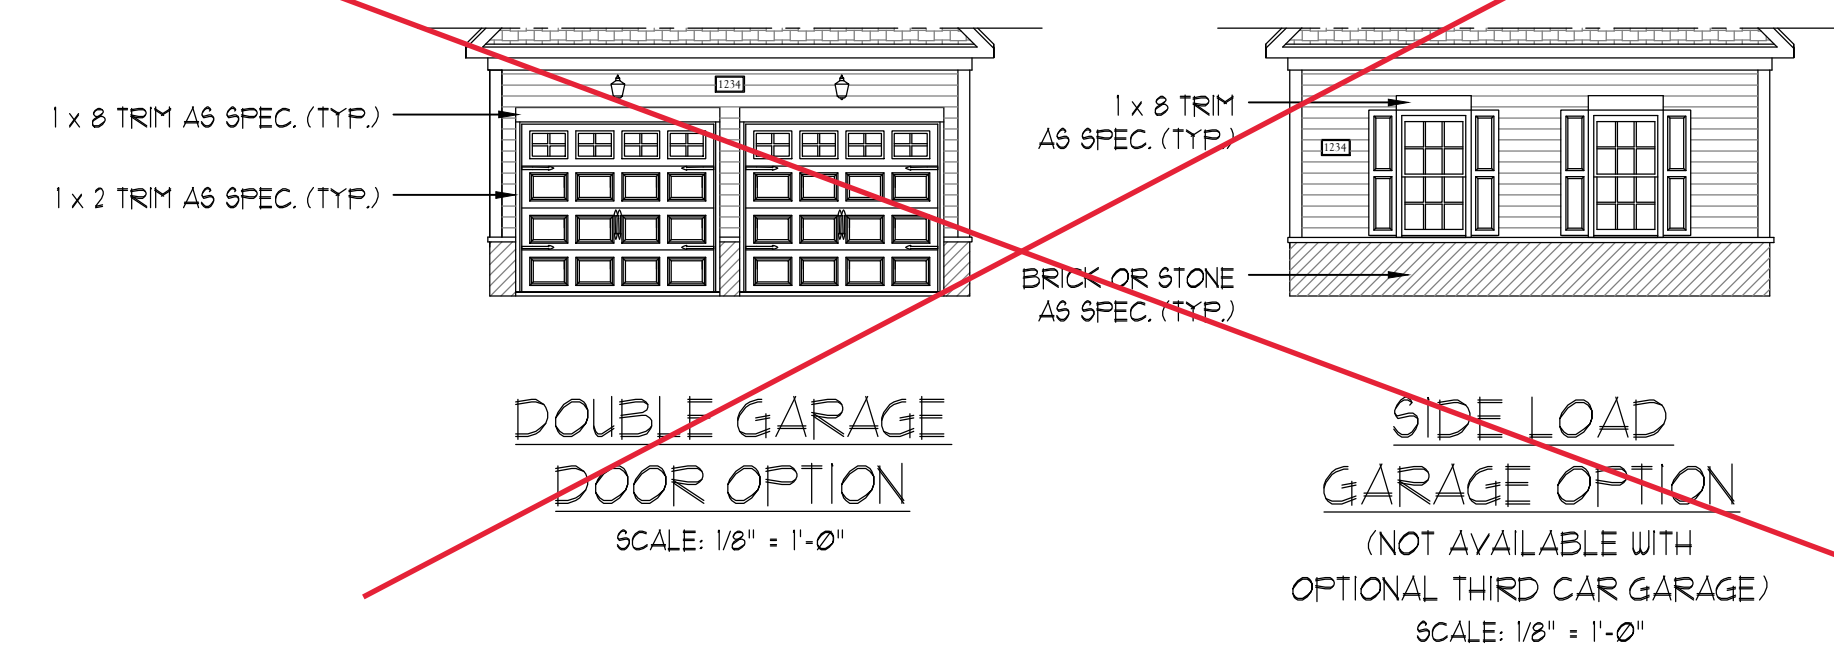 1234
1 x 8 TRIM AS SPEC. (TYP.)
1 x 2 TRIM AS SPEC. (TYP.)
DOUBLE GARAGE
DOOR OPTION
SCALE: 1/8" = 1'-0"
1 x 8 TRIM
AS SPEC. (TYP.)
1234
BRICK OR STONE
AS SPEC. (TYP.)
SIDE LOAD
GARAGE OPTION
(NOT AVAILABLE WITH
OPTIONAL THIRD CAR GARAGE)
SCALE: 1/8" = 1'-0"